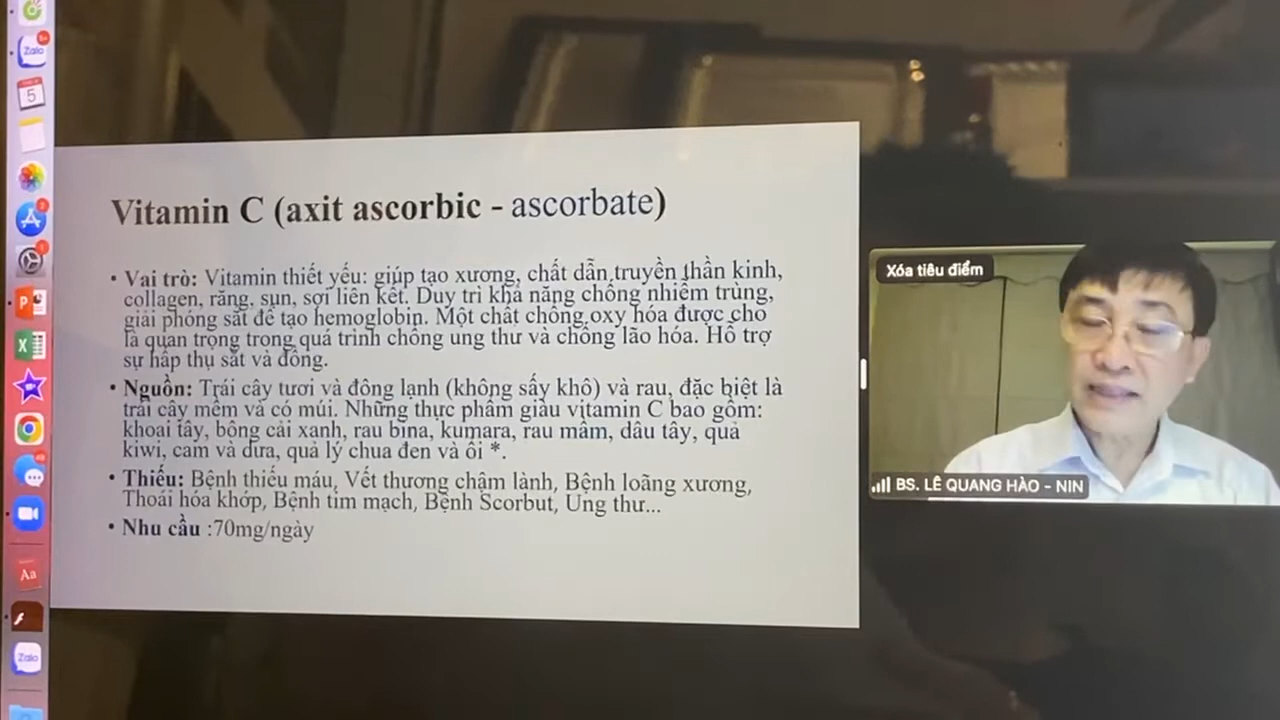 Zalo
5
Vitamin C (axit ascorbic - ascorbate)
• Vai trò: Vitamin thiết yếu: giúp tạo xương, chất dẫn truyền thần kinh,
collagen, răng, sụn, sợi liên kết. Duy trì khả năng chống nhiễm trùng,
giải phóng sắt để tạo hemoglobin. Một chất chống oxy hóa được cho
là quan trọng trong quá trình chống ung thư và chống lão hóa. Hỗ trợ
sự hấp thụ sắt và đồng.
• Nguồn: Trái cây tươi và đông lạnh (không sấy khô) và rau, đặc biệt là
trái cây mềm và có múi. Những thực phẩm giàu vitamin C bao gồm:
khoai tây, bông cải xanh, rau bina, kumara, rau mầm, dâu tây, quả
kiwi, cam và dưa, quả lý chua đen và ổi *.
• Thiếu: Bệnh thiếu máu, Vết thương chậm lành, Bệnh loãng xương,
Thoái hóa khớp, Bệnh tim mạch, Bệnh Scorbut, Ung thư...
• Nhu cầu :70mg/ngày
Xóa tiêu điểm
BS. LÊ QUANG HÀO - NIN
P
X
Aa
Zalo